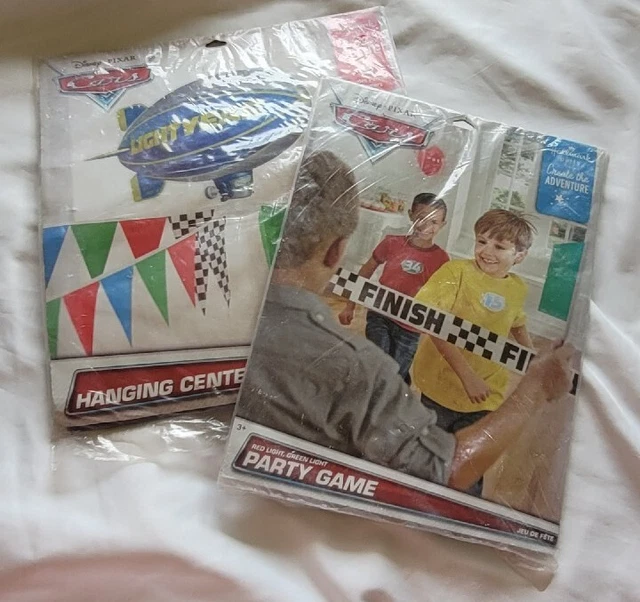 Disney PIXAR
Cars
LIGHTYEAR
HANGING CENTE
Disney PIXAR
Cars
Create the
ADVENTURE
34
15
FINISH
FI
3+
RED LIGHT, GREEN LIGHT
PARTY GAME
JEU DE FÊTE